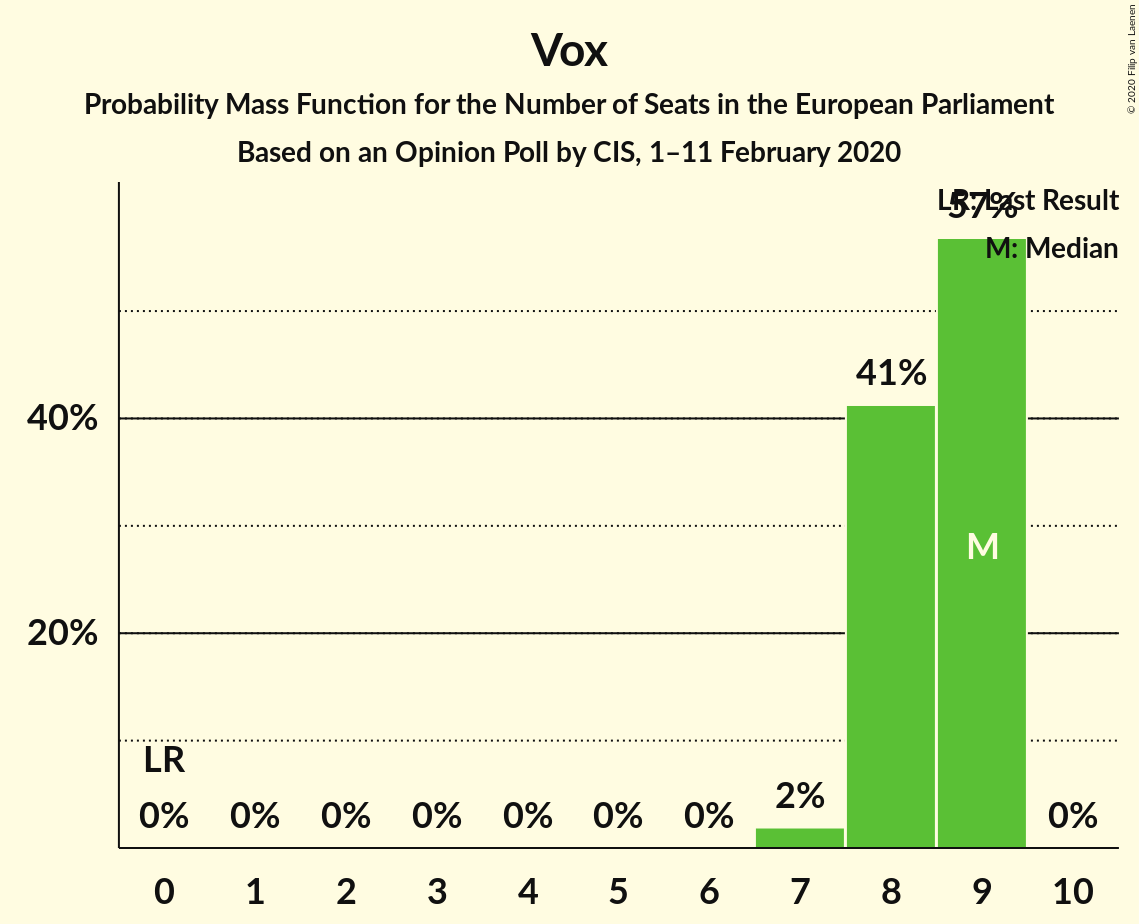 Vox
Probability Mass Function for the Number of Seats in the European Parliament
Based on an Opinion Poll by CIS, 1–11 February 2020
© 2020 Filip van Laenen
LR: Last Result
M: Median
57%
41%
40%
M
20%
LR
2%
0% 0% 0% 0% 0% 0% 0% 0%
0 1 2 3 4 5 6 7 8 9 10